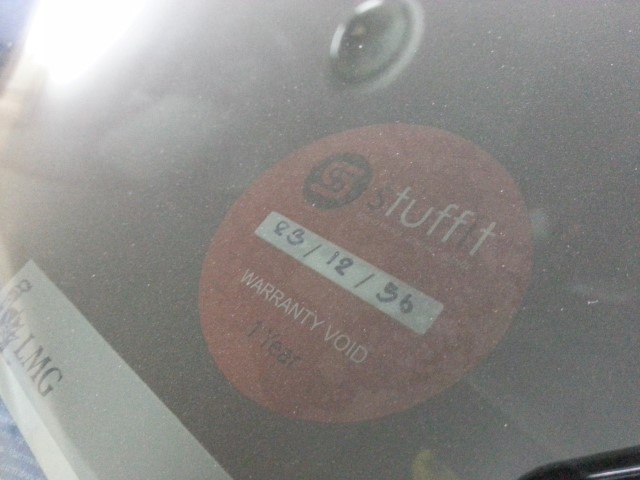 stuffit
23/12/56
WARRANTY VOID
1 Year
LMG